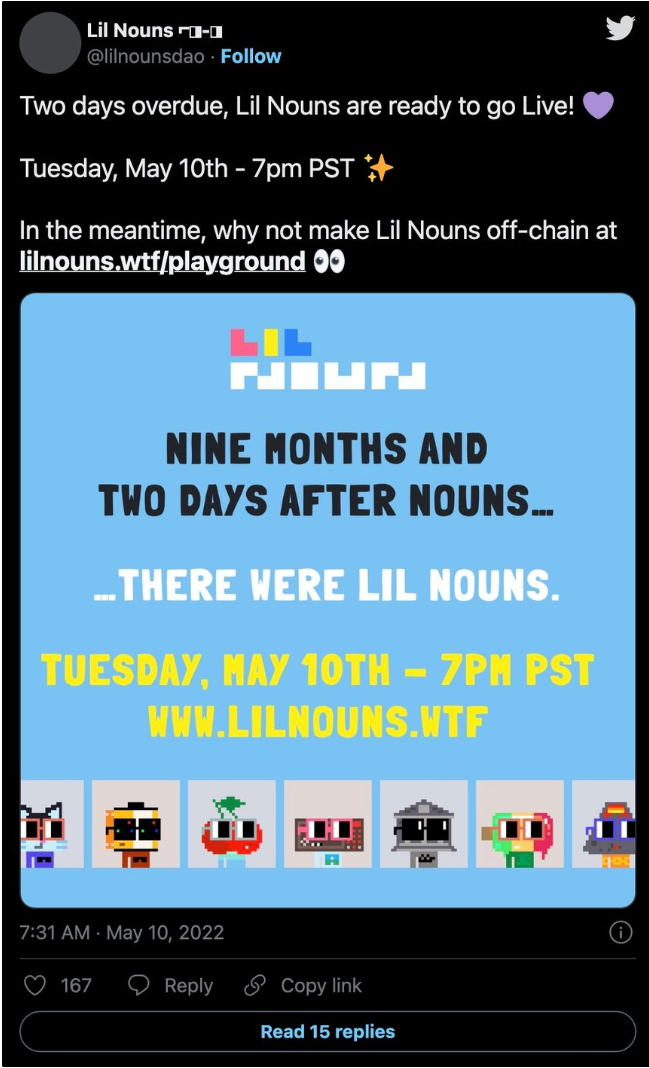 Lil Nouns ⌐◨-◨
@lilnounsdao · Follow
Two days overdue, Lil Nouns are ready to go Live! 💜
Tuesday, May 10th - 7pm PST ✨
In the meantime, why not make Lil Nouns off-chain at
lilnouns.wtf/playground 👀
LIL
NOUNS
NINE MONTHS AND
TWO DAYS AFTER NOUNS...
...THERE WERE LIL NOUNS.
TUESDAY, MAY 10TH – 7PM PST
WWW.LILNOUNS.WTF
7:31 AM · May 10, 2022
167 Reply Copy link
Read 15 replies